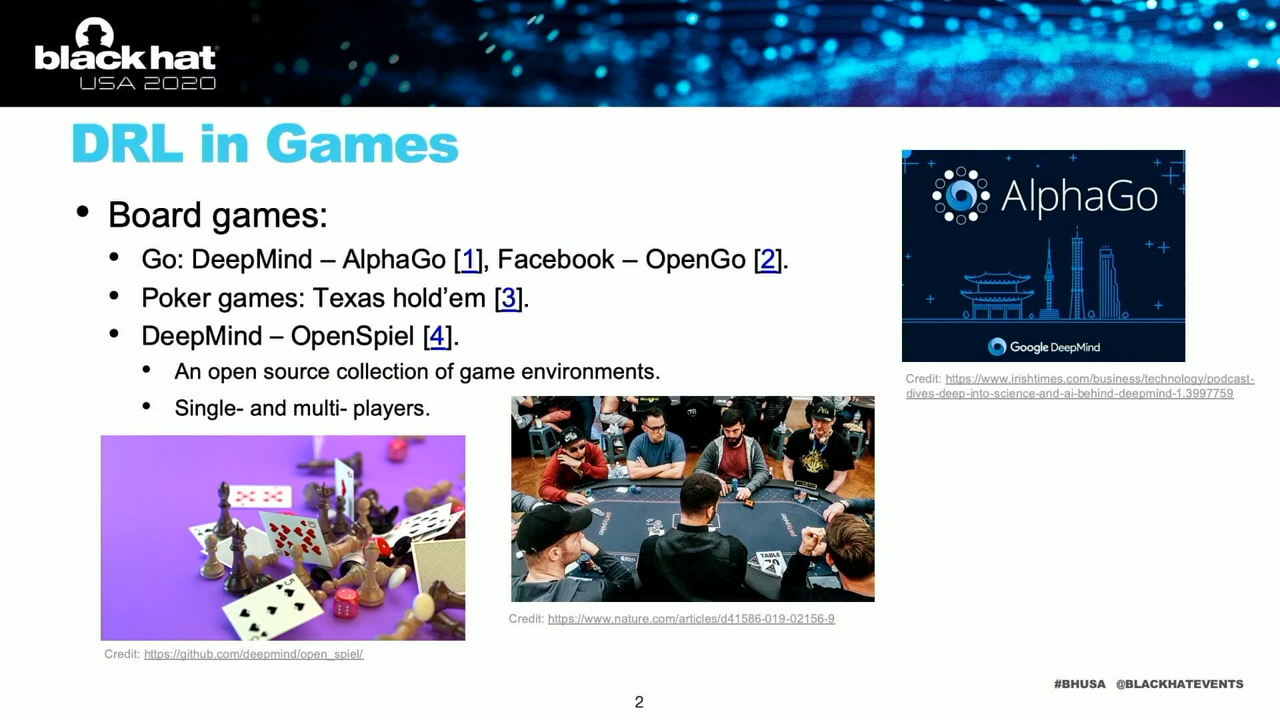 black hat
USA 2020
DRL in Games
• Board games:
• Go: DeepMind – AlphaGo [1], Facebook – OpenGo [2].
• Poker games: Texas hold’em [3].
• DeepMind – OpenSpiel [4].
• An open source collection of game environments.
• Single- and multi- players.
AlphaGo
Google DeepMind
Credit: https://www.irishtimes.com/business/technology/podcast-
dives-deep-into-science-and-ai-behind-deepmind-1.3997759
TABLE
Credit: https://www.nature.com/articles/d41586-019-02156-9
Credit: https://github.com/deepmind/open_spiel/
#BHUSA @BLACKHATEVENTS
2